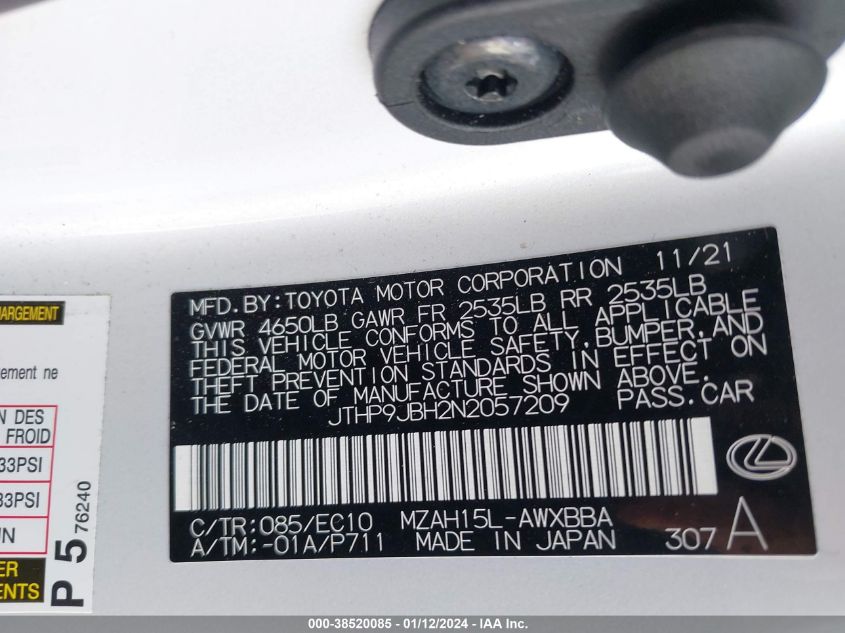 MFD.BY:TOYOTA MOTOR CORPORATION 11/21
GVWR 4650LB GAWR FR 2535LB RR 2535LB
THIS VEHICLE CONFORMS TO ALL APPLICABLE
FEDERAL MOTOR VEHICLE SAFETY,BUMPER,AND
THEFT PREVENTION STANDARDS IN EFFECT ON
THE DATE OF MANUFACTURE SHOWN ABOVE.
JTHP9JBH2N2057209 PASS.CAR
C/TR:085/EC10 MZAH15L-AWXBBA
A/TM:-01A/P711 MADE IN JAPAN 307 A
HARGEMENT
ne
DES
FROID
33PSI
33PSI
P 5 76240
000-38520085 - 01/12/2024 - IAA Inc.